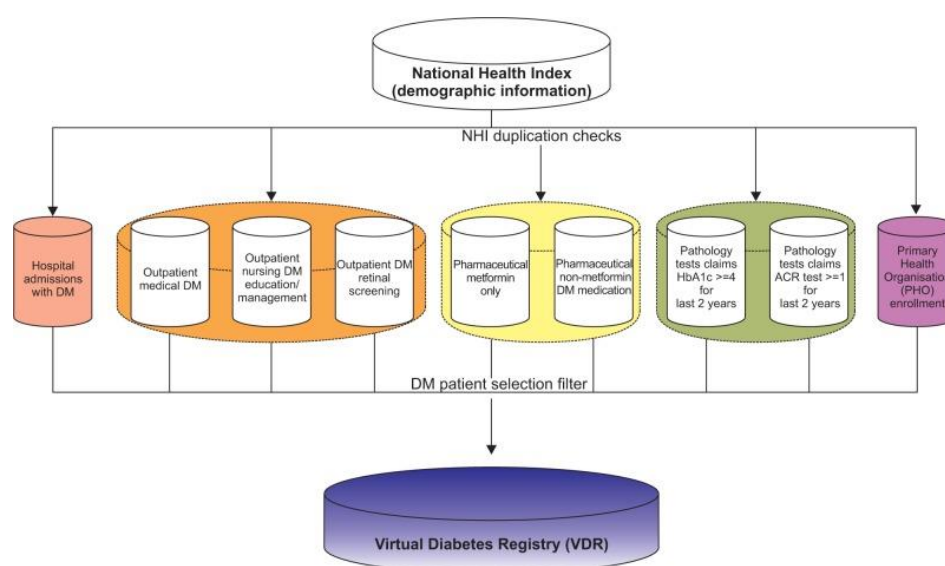 National Health Index
(demographic information)
NHI duplication checks
Hospital
admissions
with DM
Outpatient
medical DM
Outpatient
nursing DM
education/
management
Outpatient DM
retinal
screening
Pharmaceutical
metformin
only
Pharmaceutical
non-metformin
DM medication
Pathology
tests claims
HbA1c >=4
for
last 2 years
Pathology
tests claims
ACR test >=1
for
last 2 years
Primary
Health
Organisation
(PHO)
enrollment
DM patient selection filter
Virtual Diabetes Registry (VDR)